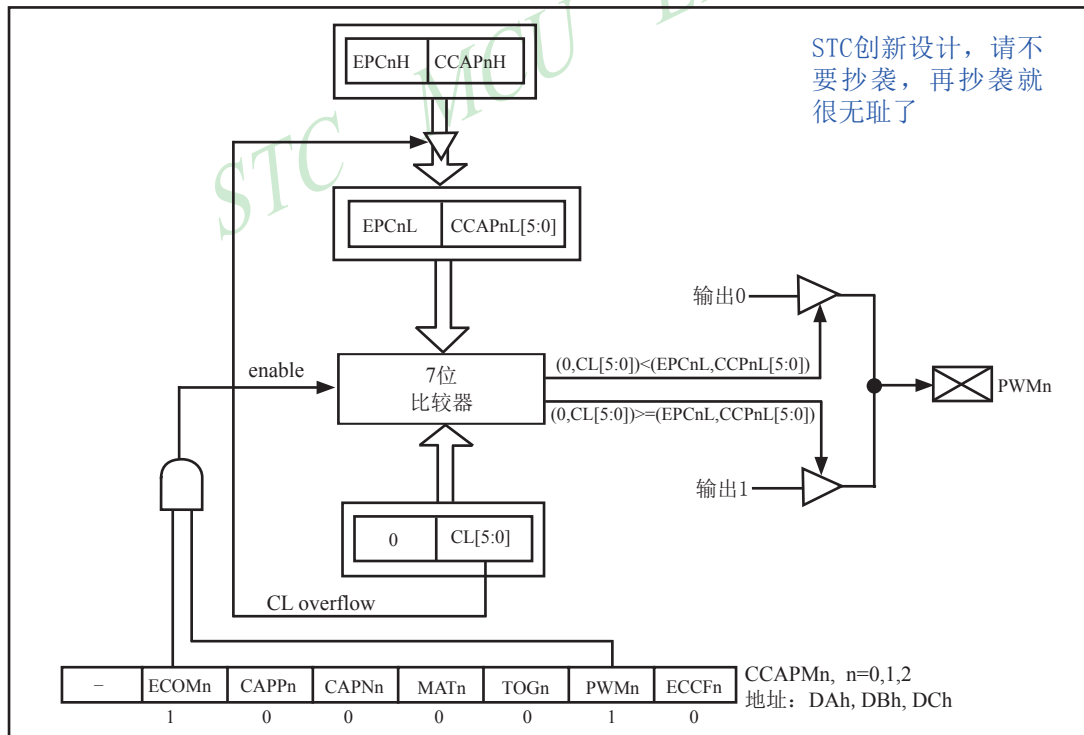 EPCnH CCAPnH
STC创新设计，请不
要抄袭，再抄袭就
很无耻了
STC MCU
EPCnL CCAPnL[5:0]
输出0
enable
7位
比较器
(0,CL[5:0])<(EPCnL,CCPnL[5:0])
(0,CL[5:0])>=(EPCnL,CCPnL[5:0])
PWMn
输出1
0 CL[5:0]
CL overflow
– ECOMn CAPPn CAPNn MATn TOGn PWMn ECCFn
CCAPMn, n=0,1,2
地址：DAh, DBh, DCh
1 0 0 0 0 1 0